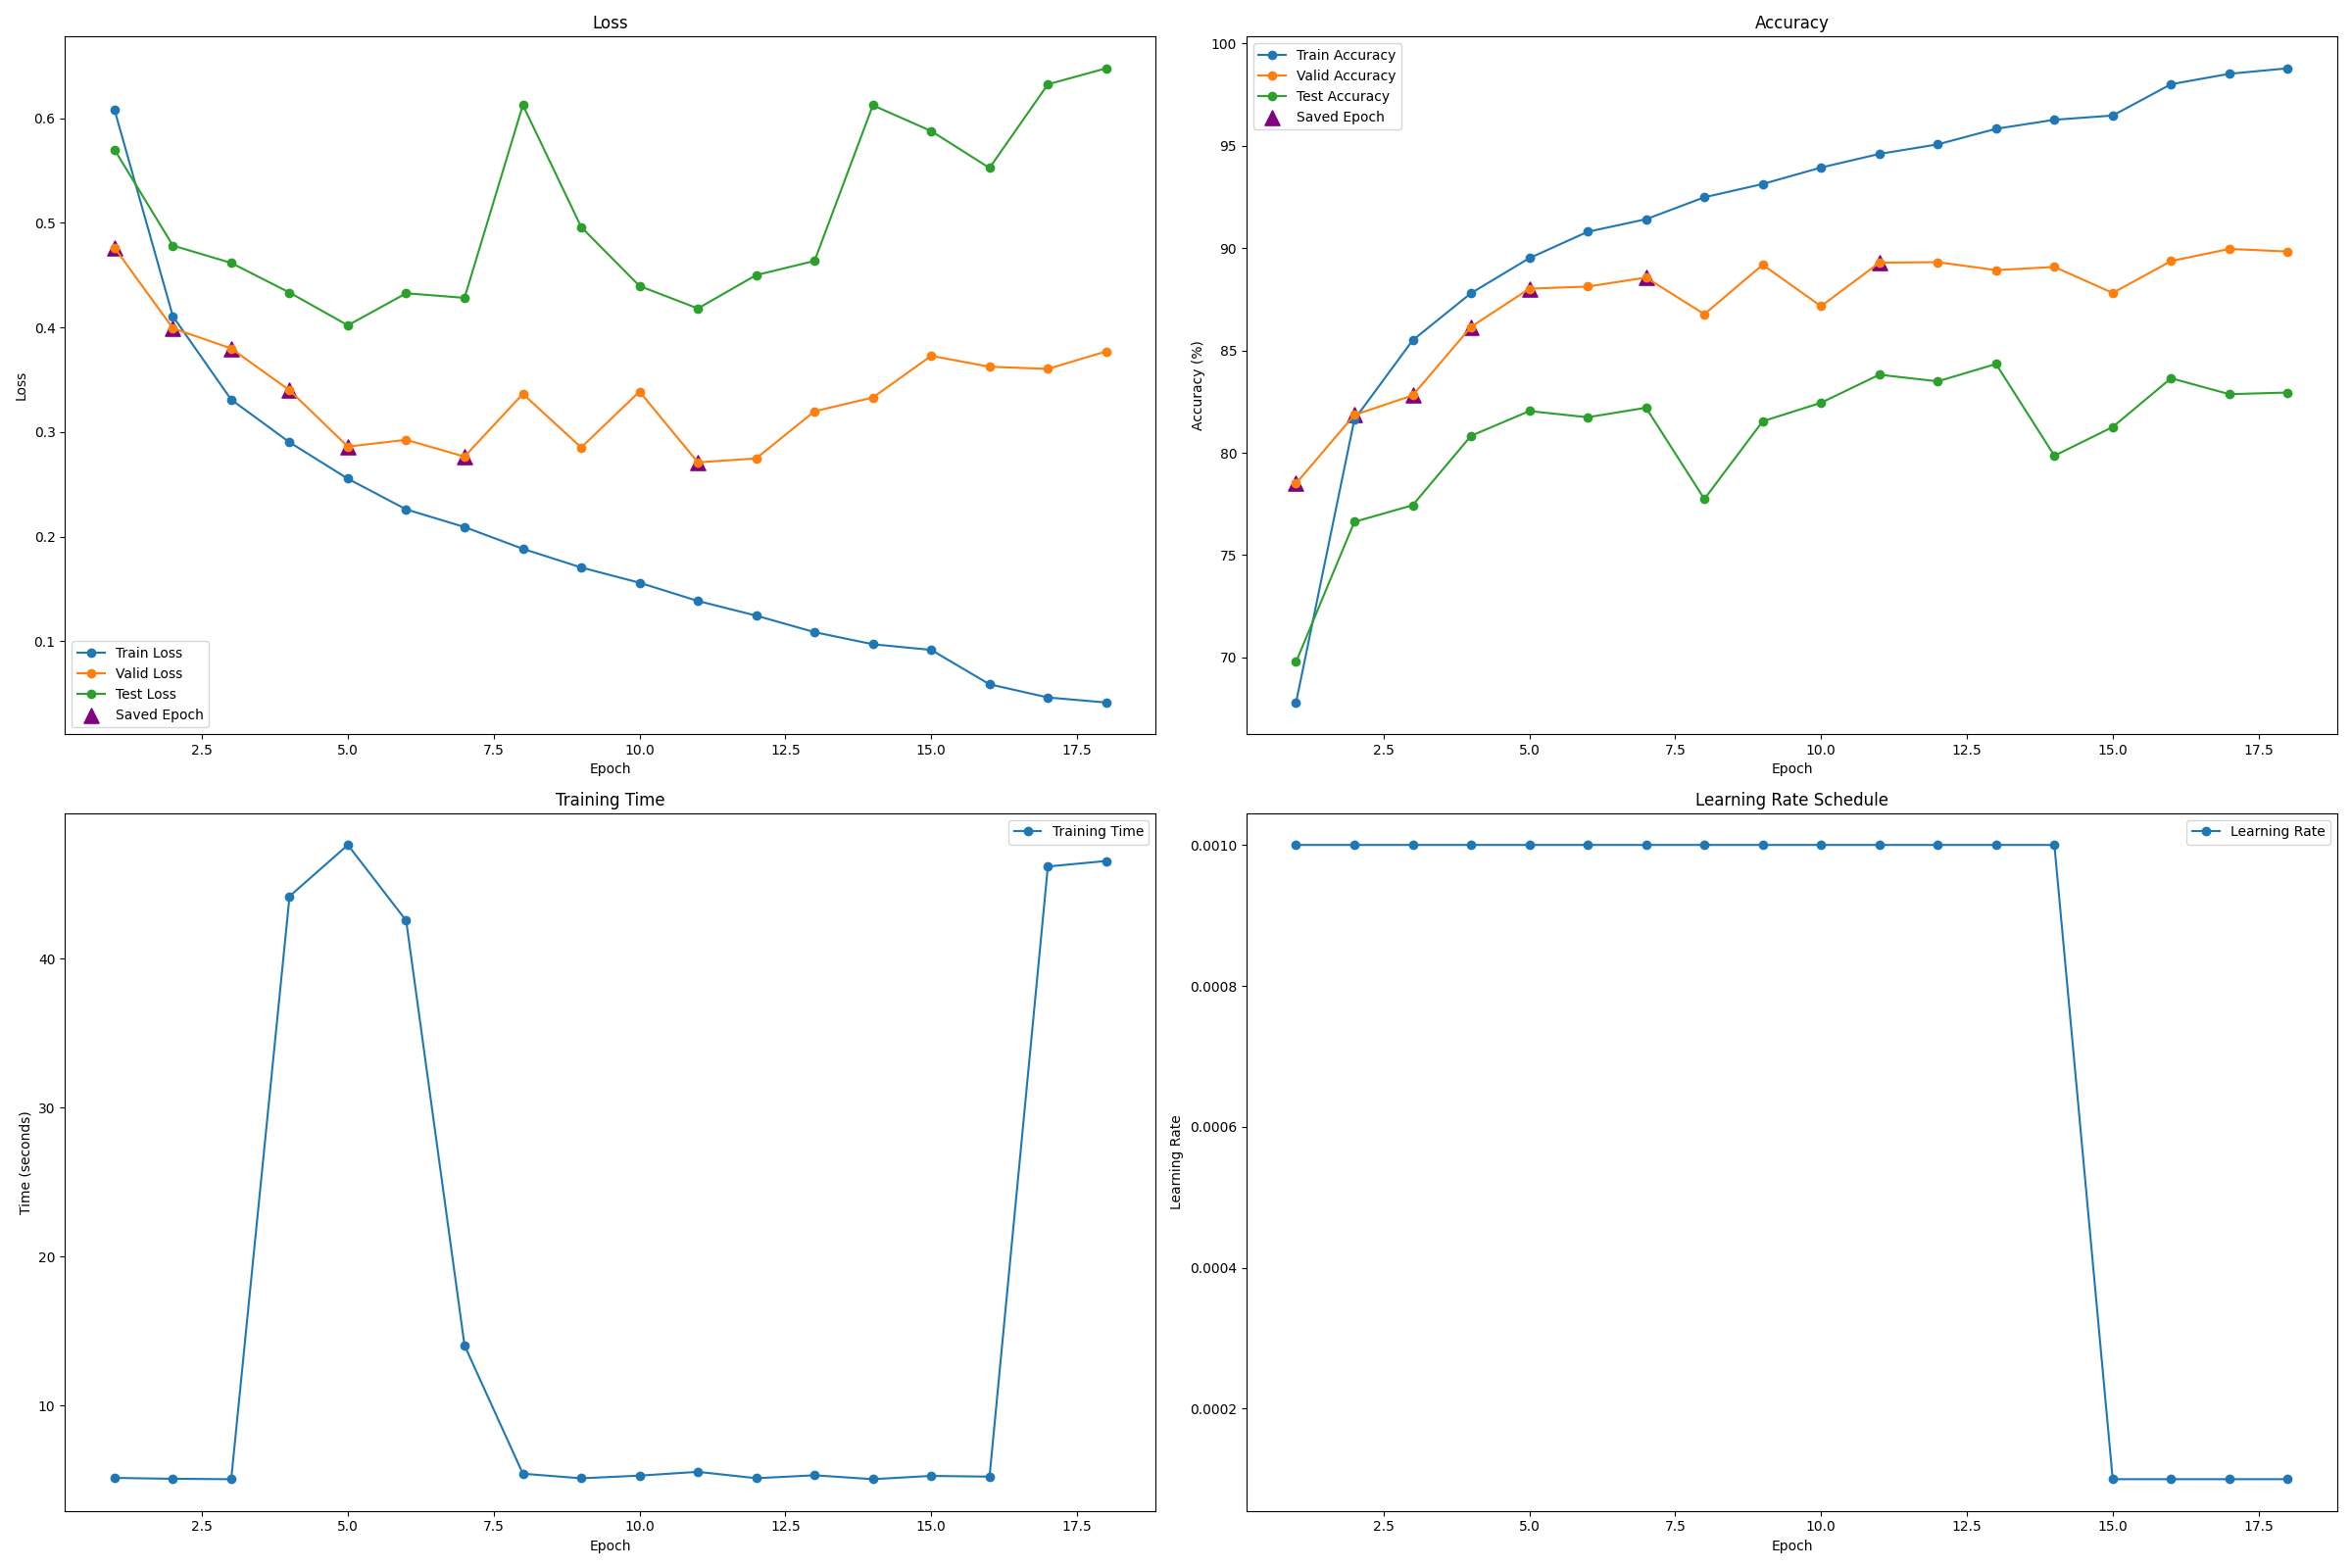 Loss
Loss
0.6
0.5
0.4
0.3
0.2
0.1
Train Loss
Valid Loss
Test Loss
Saved Epoch
2.5 5.0 7.5 10.0 12.5 15.0 17.5
Epoch
Accuracy
Accuracy (%)
100
95
90
85
80
75
70
Train Accuracy
Valid Accuracy
Test Accuracy
Saved Epoch
2.5 5.0 7.5 10.0 12.5 15.0 17.5
Epoch
Training Time
Time (seconds)
40
30
20
10
Training Time
2.5 5.0 7.5 10.0 12.5 15.0 17.5
Epoch
Learning Rate Schedule
Learning Rate
0.0010
0.0008
0.0006
0.0004
0.0002
Learning Rate
2.5 5.0 7.5 10.0 12.5 15.0 17.5
Epoch